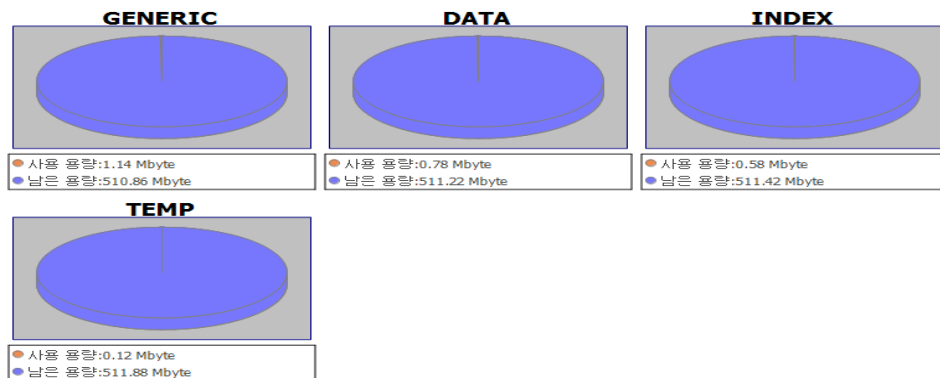 GENERIC
사용 용량:1.14 Mbyte
남은 용량:510.86 Mbyte
DATA
사용 용량:0.78 Mbyte
남은 용량:511.22 Mbyte
INDEX
사용 용량:0.58 Mbyte
남은 용량:511.42 Mbyte
TEMP
사용 용량:0.12 Mbyte
남은 용량:511.88 Mbyte